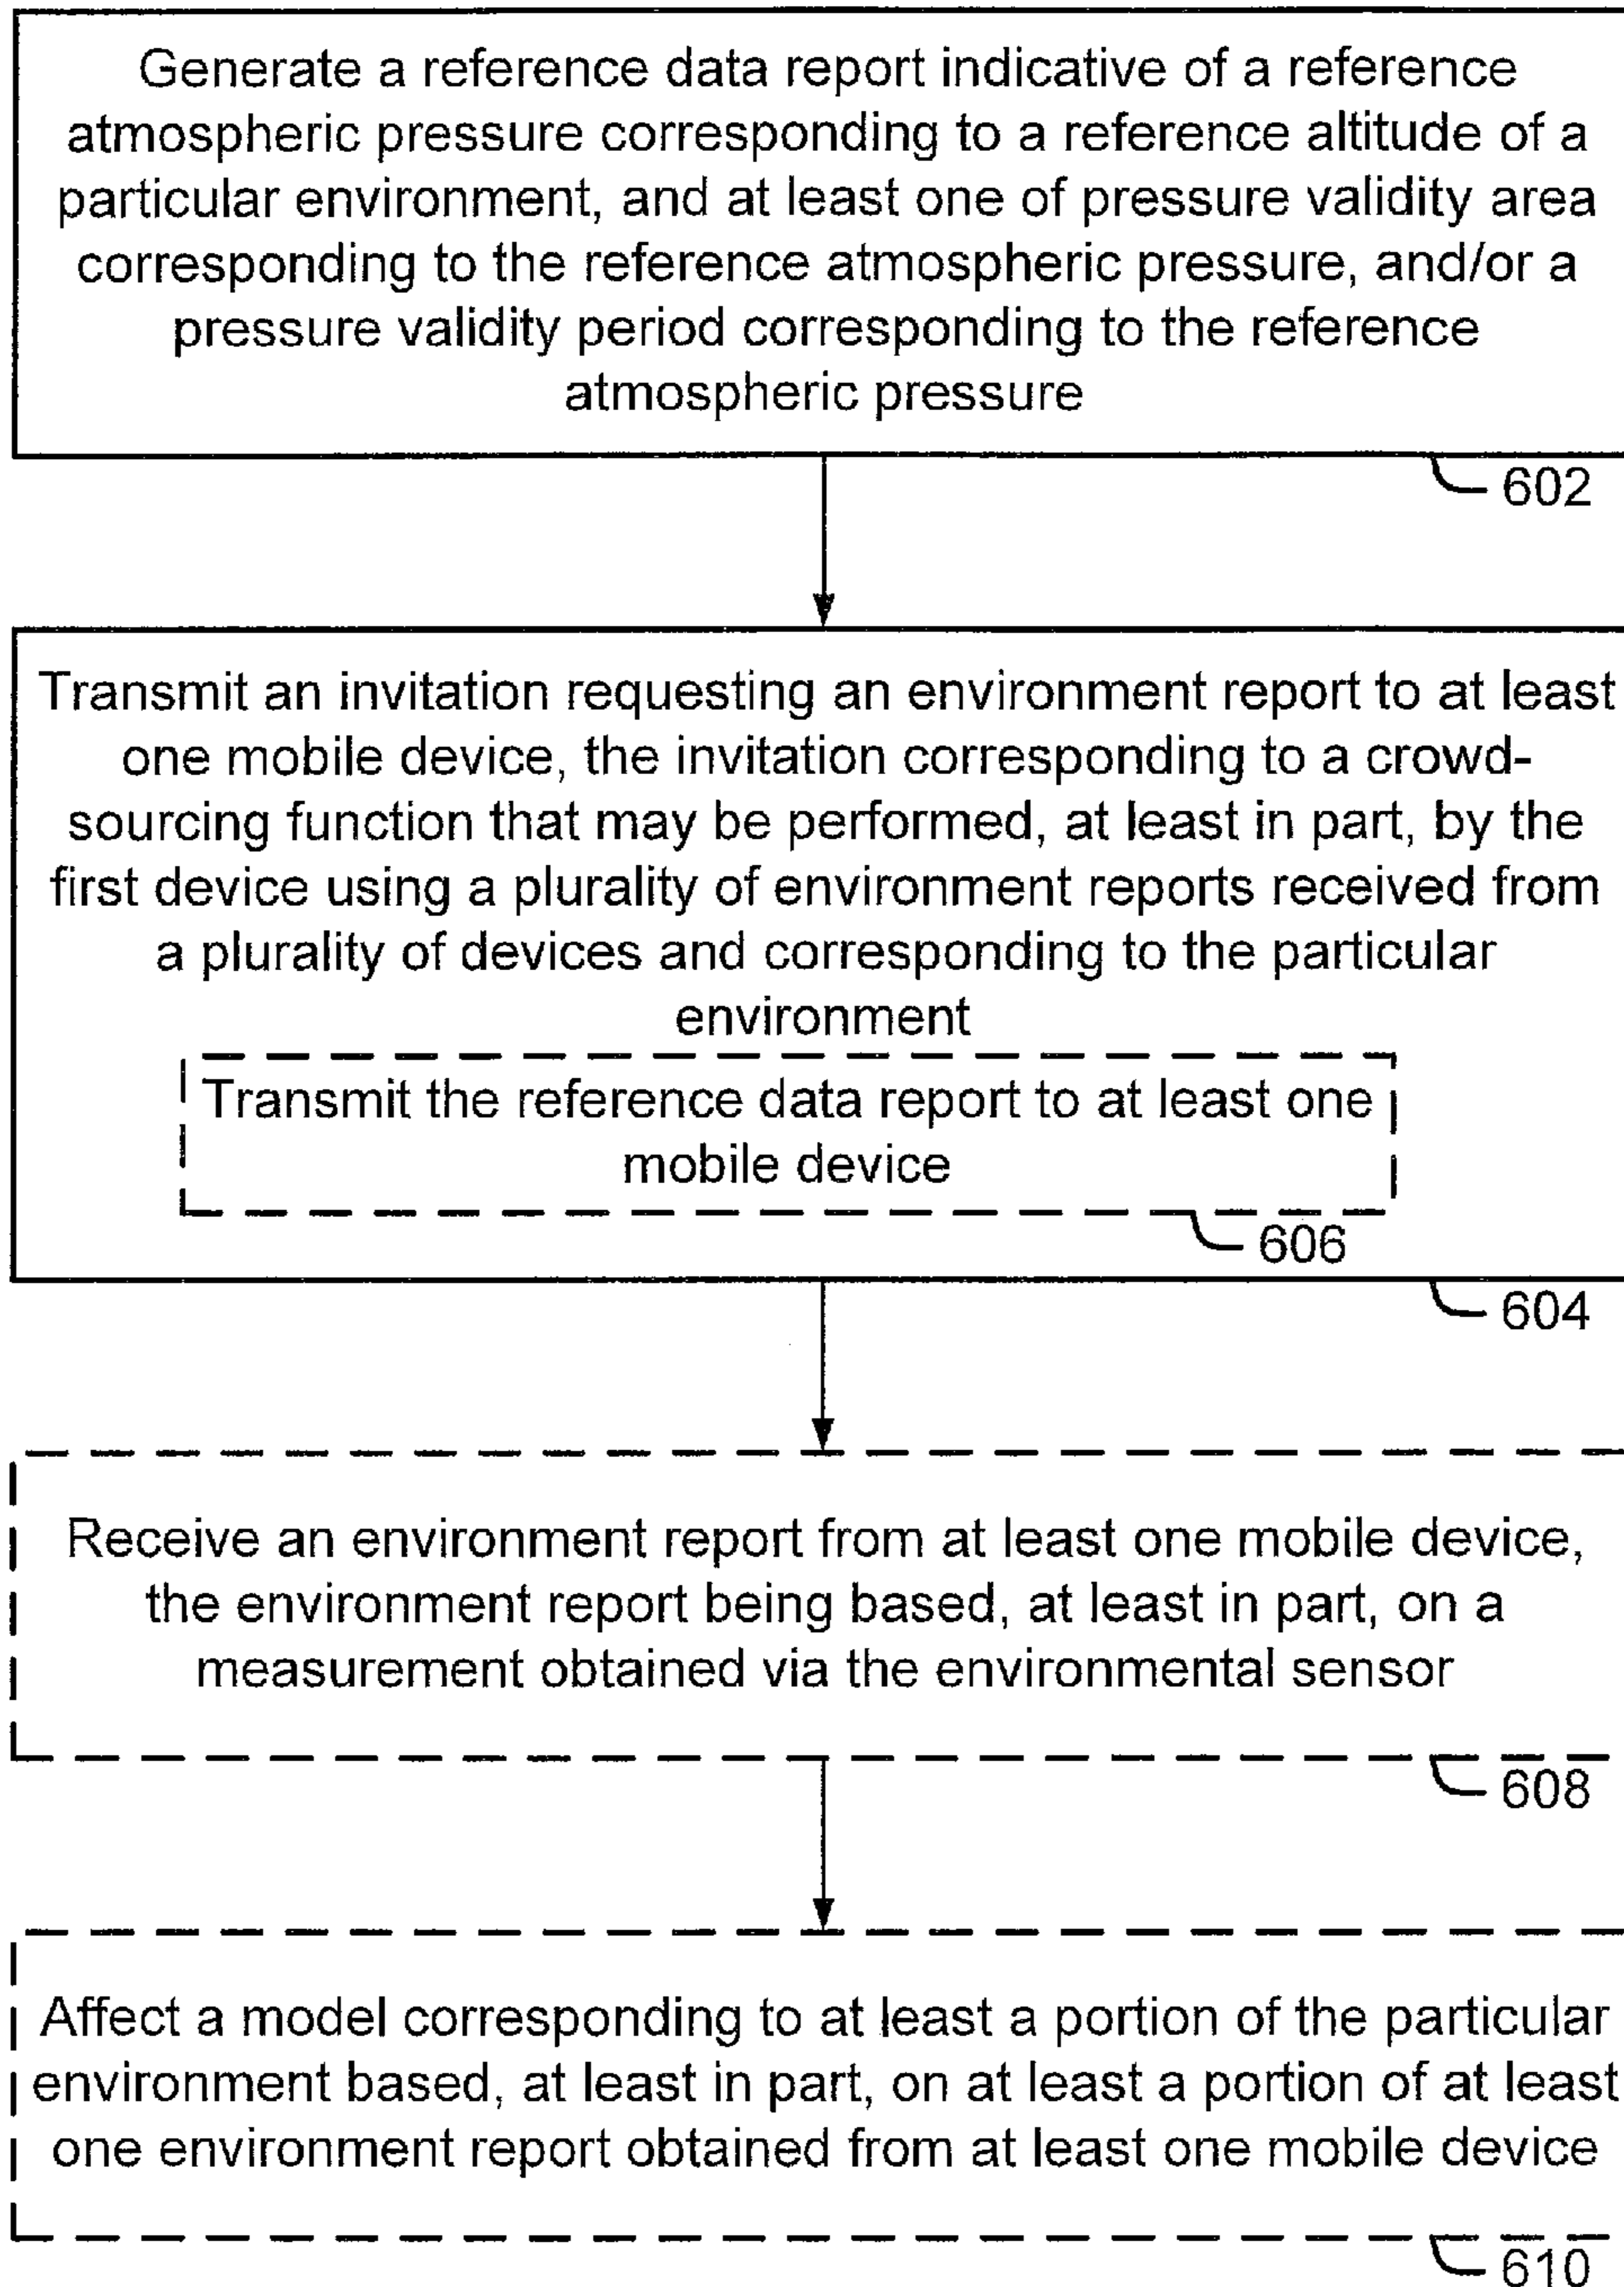 Generate a reference data report indicative of a reference
atmospheric pressure corresponding to a reference altitude of a
particular environment, and at least one of pressure validity area
corresponding to the reference atmospheric pressure, and/or a
pressure validity period corresponding to the reference
atmospheric pressure
602
Transmit an invitation requesting an environment report to at least
one mobile device, the invitation corresponding to a crowd-
sourcing function that may be performed, at least in part, by the
first device using a plurality of environment reports received from
a plurality of devices and corresponding to the particular
environment
Transmit the reference data report to at least one
mobile device
606
604
Receive an environment report from at least one mobile device,
the environment report being based, at least in part, on a
measurement obtained via the environmental sensor
608
Affect a model corresponding to at least a portion of the particular
environment based, at least in part, on at least a portion of at least
one environment report obtained from at least one mobile device
610